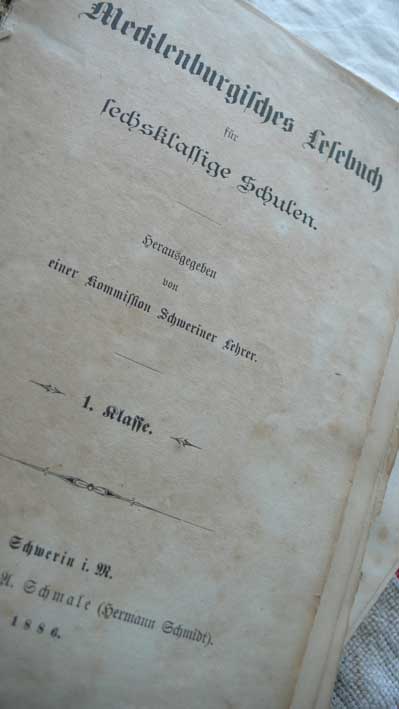 Mecklenburgisches Lesebuch
für
sechsklassige Schulen.
Herausgegeben
von
einer Kommission Schweriner Lehrer.
1. Klasse.
Schwerin i. M.
A. Schmale (Hermann Schmidt).
1886.